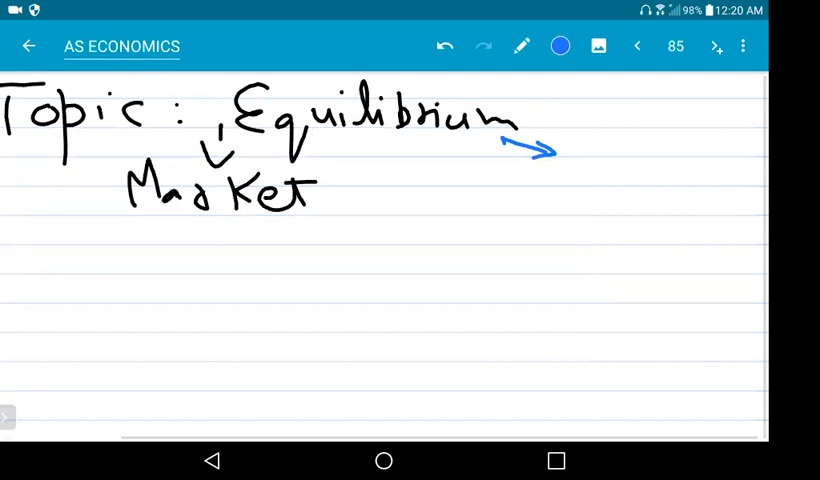 98% 12:20 AM
AS ECONOMICS
85
Topic : , Equilibrium
Market